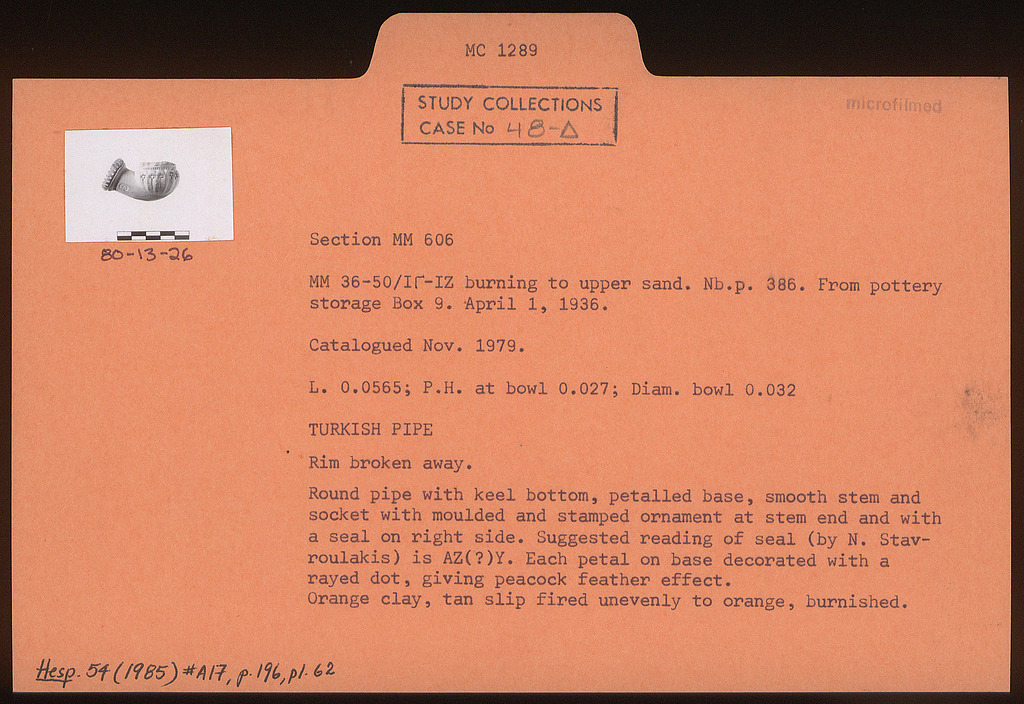 MC 1289
STUDY COLLECTIONS
CASE No 48-Δ
microfilmed
80-13-26
Section MM 606
MM 36-50/ΙΓ-ΙΖ burning to upper sand. Nb.p. 386. From pottery
storage Box 9. April 1, 1936.
Catalogued Nov. 1979.
L. 0.0565; P.H. at bowl 0.027; Diam. bowl 0.032
TURKISH PIPE
Rim broken away.
Round pipe with keel bottom, petalled base, smooth stem and
socket with moulded and stamped ornament at stem end and with
a seal on right side. Suggested reading of seal (by N. Stav-
roulakis) is AZ(?)Y. Each petal on base decorated with a
rayed dot, giving peacock feather effect.
Orange clay, tan slip fired unevenly to orange, burnished.
Hesp. 54 (1985) #A17, p. 196, pl. 62